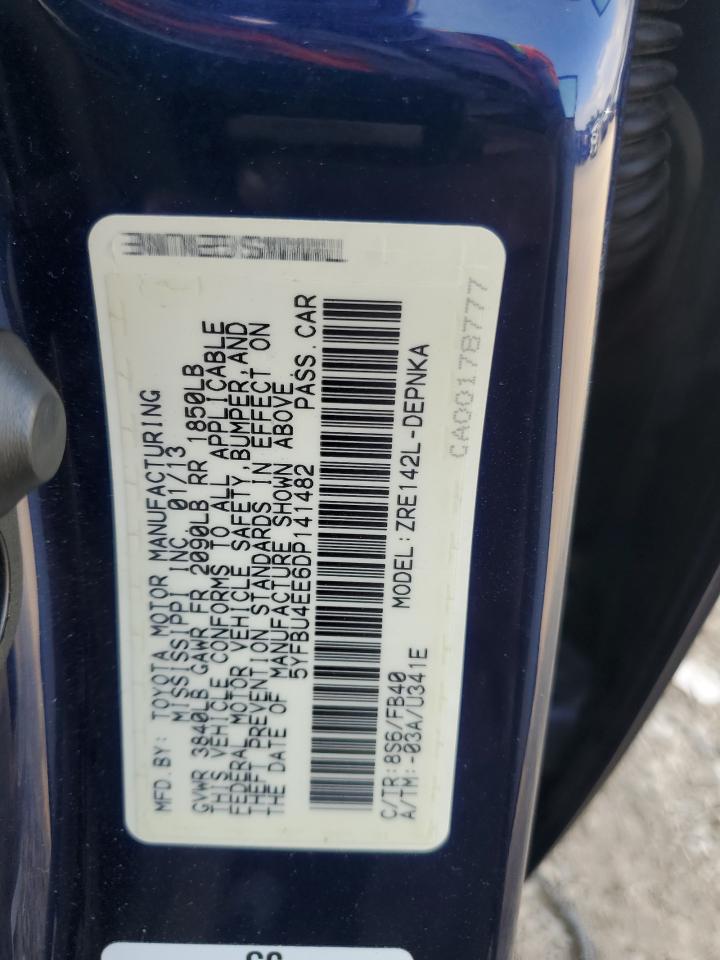 MFD.BY: TOYOTA MOTOR MANUFACTURING
MISSISSIPPI INC. 01/13
GVWR 3840LB GAWR FR 2090LB RR 1850LB
THIS VEHICLE CONFORMS TO ALL APPLICABLE
FEDERAL MOTOR VEHICLE SAFETY,BUMPER,AND
THEFT PREVENTION STANDARDS IN EFFECT ON
THE DATE OF MANUFACTURE SHOWN ABOVE.
5YFBU4EE6DP141482 PASS.CAR
C/TR:8S6/FB40 MODEL:ZRE142L-DEPNKA
A/TM:-03A/U341E
CA00178777